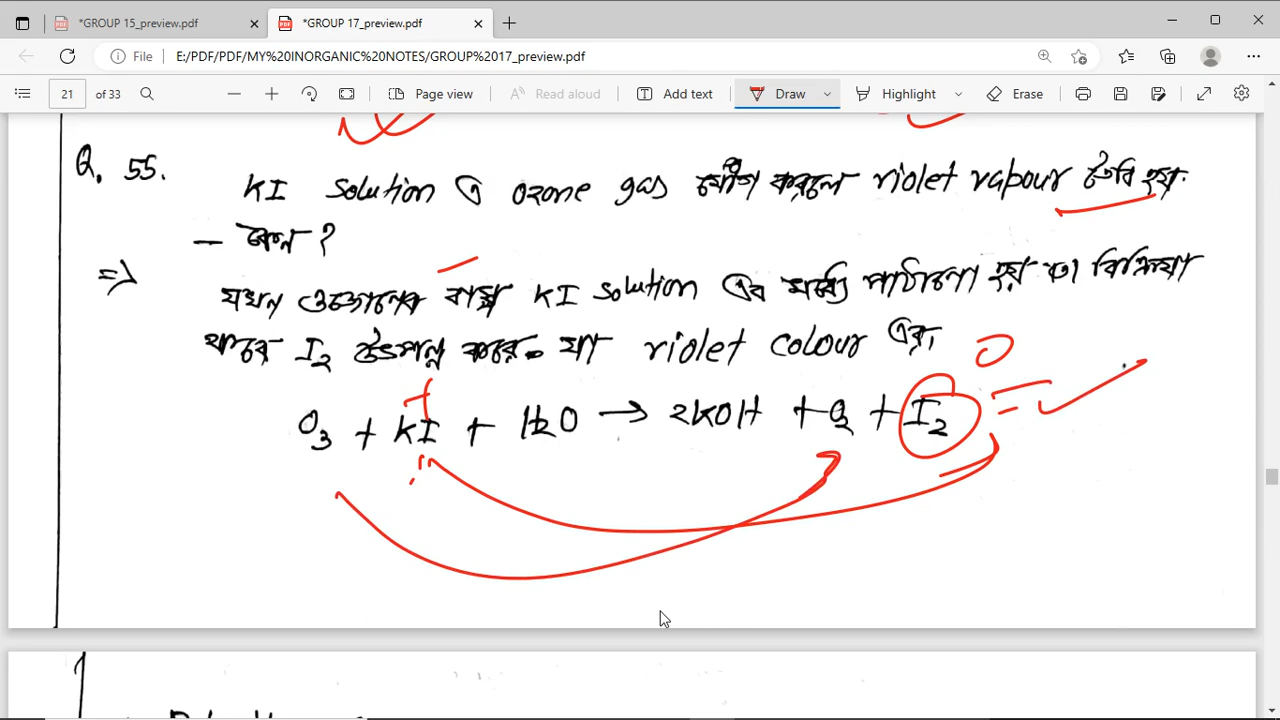 *GROUP 15_preview.pdf
*GROUP 17_preview.pdf
File E:/PDF/PDF/MY%20INORGANIC%20NOTES/GROUP%2017_preview.pdf
21 of 33 Page view Read aloud Add text Draw Highlight Erase
Q. 55.
KI solution এ ozone gas যোগ করলে violet vapour তৈরি হয়.
— কেন ?
=> যখন ওজোনের বাষ্প KI solution এর মধ্যে পাঠানো হয় তা বিক্রিয়া
করে I2 উৎপন্ন করে. যা violet colour এর,
O3 + KI + H2O → 2KOH + O2 + I2